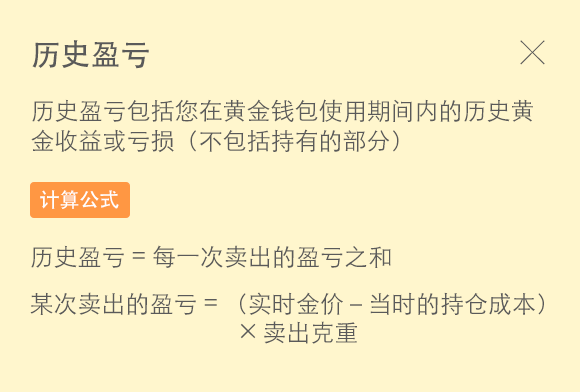 历史盈亏
历史盈亏包括您在黄金钱包使用期间内的历史黄
金收益或亏损（不包括持有的部分）
计算公式
历史盈亏 = 每一次卖出的盈亏之和
某次卖出的盈亏 = （实时金价 – 当时的持仓成本）
× 卖出克重